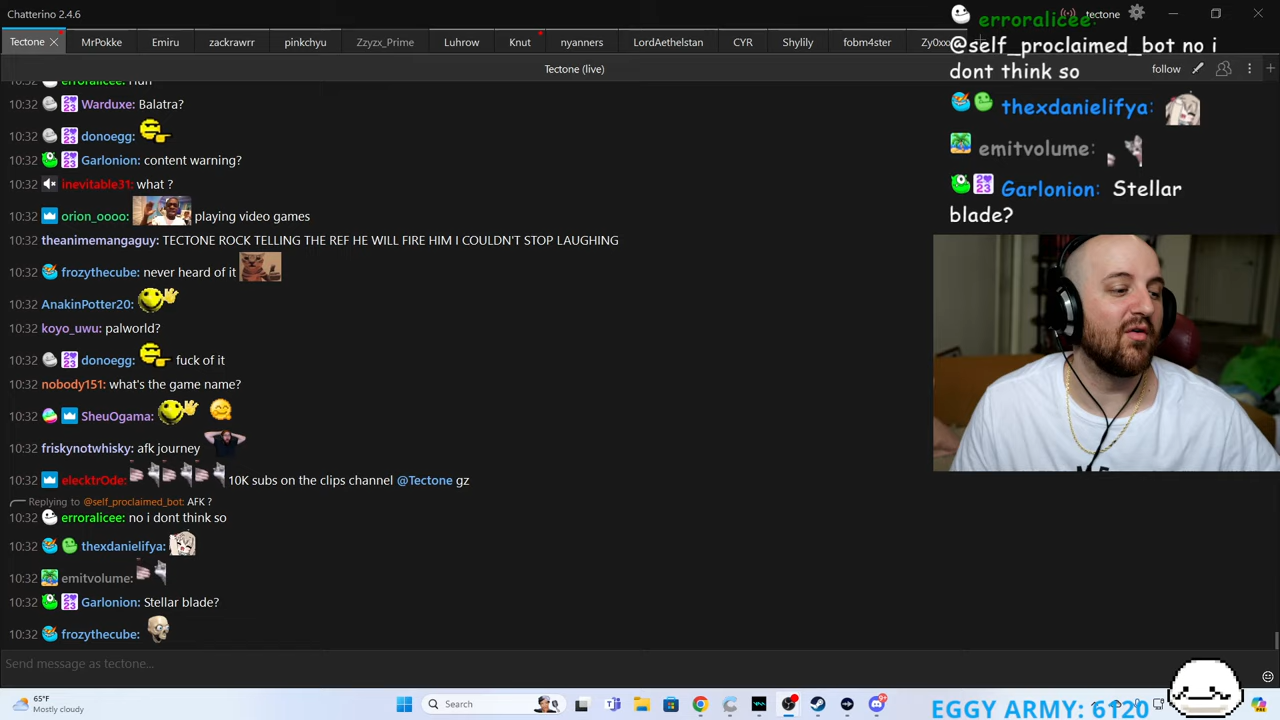 Chatterino 2.4.6
tectone
Tectone
MrPokke
Emiru
zackrawrr
pinkchyu
Zzyzx_Prime
Luhrow
Knut
nyanners
LordAethelstan
CYR
Shylily
fobm4ster
Zy0xx
Tectone (live)
follow
10:32 Warduxe: Balatra?
10:32 donoegg:
10:32 Garlonion: content warning?
10:32 inevitable31: what ?
10:32 orion_oooo: playing video games
theanimemangaguy: TECTONE ROCK TELLING THE REF HE WILL FIRE HIM I COULDN'T STOP LAUGHING
10:32 frozythecube: never heard of it
10:32 AnakinPotter20:
10:32 koyo_uwu: palworld?
10:32 donoegg: fuck of it
10:32 nobody151: what's the game name?
10:32 SheuOgama:
10:32 friskynotwhisky: afk journey
10:32 elecktrOde: 10K subs on the clips channel @Tectone gz
Replying to @self_proclaimed_bot: AFK ?
10:32 erroralicee: no i dont think so
10:32 thexdanielifya:
10:32 emitvolume:
10:32 Garlonion: Stellar blade?
10:32 frozythecube:
Send message as tectone...
erroralicee:
@self_proclaimed_bot no i
dont think so
thexdanielifya:
emitvolume:
Garlonion: Stellar
blade?
65°F
Mostly cloudy
Search
EGGY ARMY: 6120